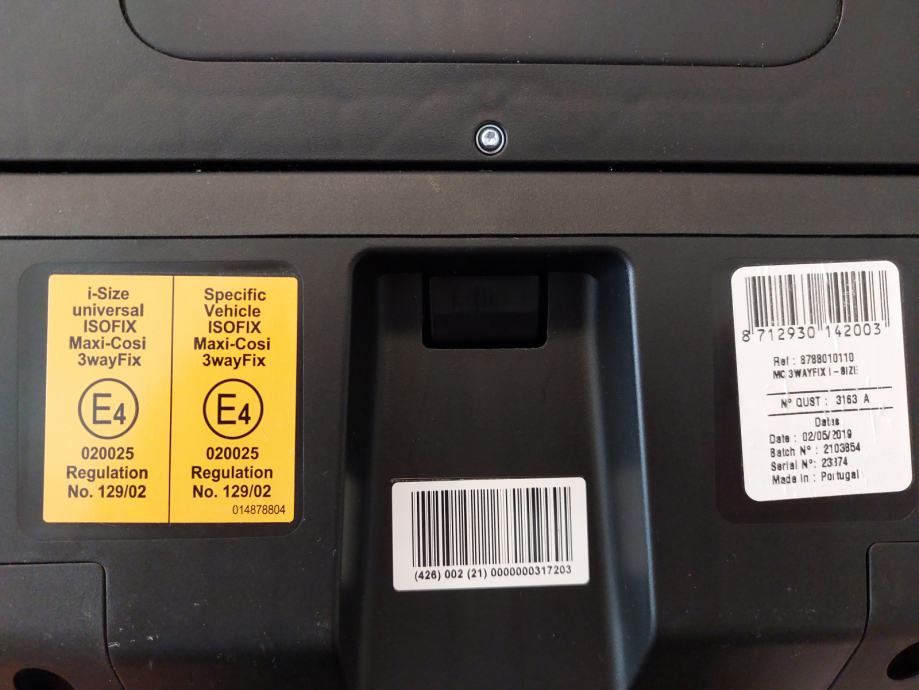 i-Size
universal
ISOFIX
Maxi-Cosi
3wayFix
E4
020025
Regulation
No. 129/02
Specific
Vehicle
ISOFIX
Maxi-Cosi
3wayFix
E4
020025
Regulation
No. 129/02
014878804
(426) 002 (21) 0000000317203
8 712930 142003
Ref : 8788010110
MC 3WAYFIX I - SIZE
Nº QUST : 3163 A
Datas
Date : 02/05/2019
Batch Nº : 2103854
Serial Nº: 23374
Made In : Portugal